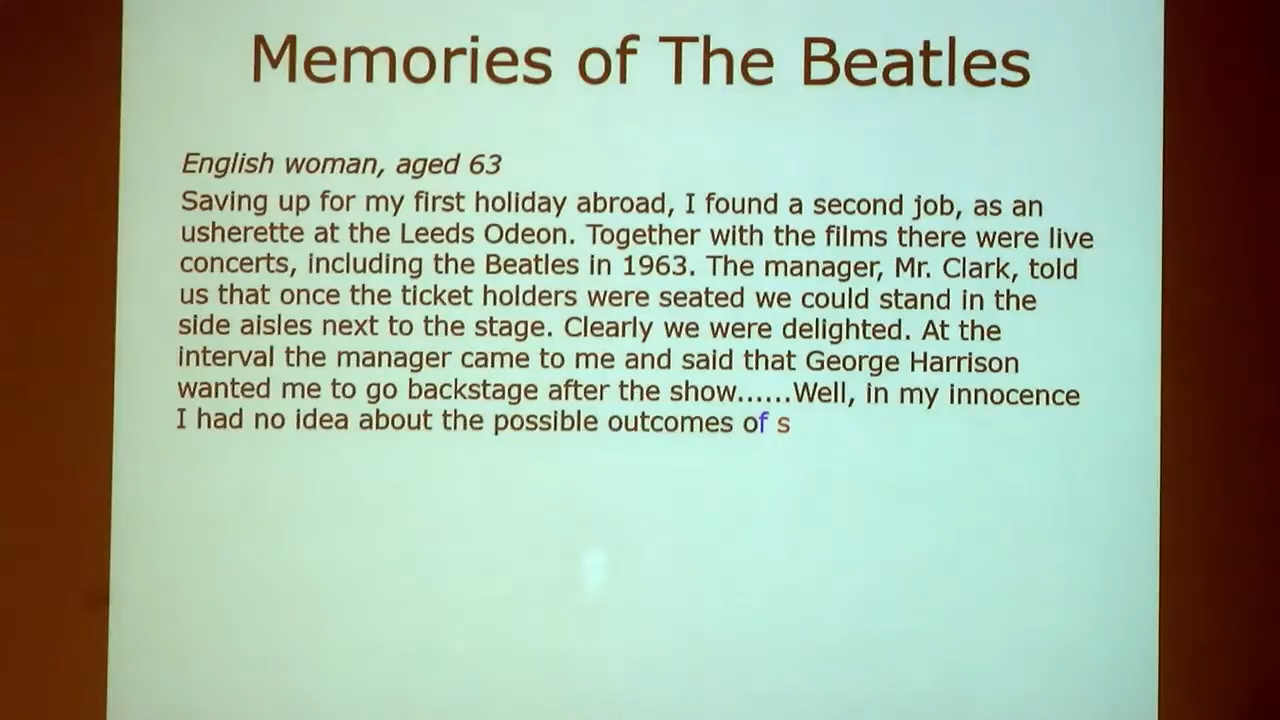 Memories of The Beatles
English woman, aged 63
Saving up for my first holiday abroad, I found a second job, as an
usherette at the Leeds Odeon. Together with the films there were live
concerts, including the Beatles in 1963. The manager, Mr. Clark, told
us that once the ticket holders were seated we could stand in the
side aisles next to the stage. Clearly we were delighted. At the
interval the manager came to me and said that George Harrison
wanted me to go backstage after the show......Well, in my innocence
I had no idea about the possible outcomes of s